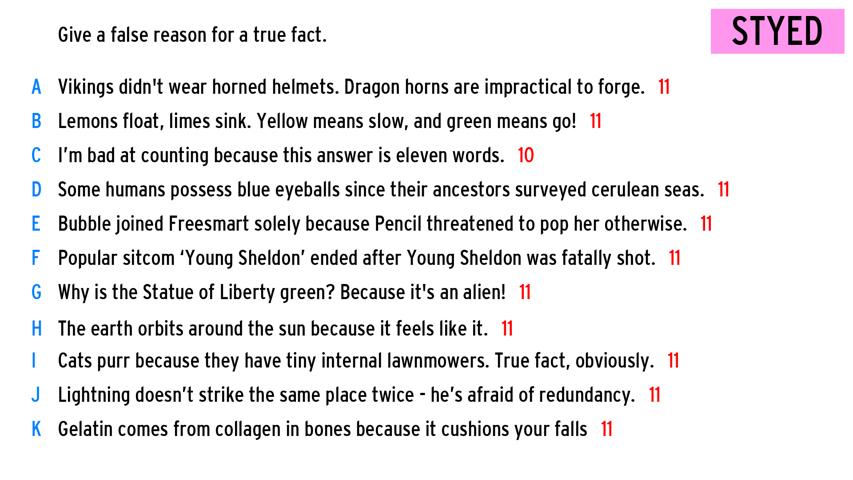 Give a false reason for a true fact.
STYED
A Vikings didn't wear horned helmets. Dragon horns are impractical to forge. 11
B Lemons float, limes sink. Yellow means slow, and green means go! 11
C I'm bad at counting because this answer is eleven words. 10
D Some humans possess blue eyeballs since their ancestors surveyed cerulean seas. 11
E Bubble joined Freesmart solely because Pencil threatened to pop her otherwise. 11
F Popular sitcom ‘Young Sheldon’ ended after Young Sheldon was fatally shot. 11
G Why is the Statue of Liberty green? Because it's an alien! 11
H The earth orbits around the sun because it feels like it. 11
I Cats purr because they have tiny internal lawnmowers. True fact, obviously. 11
J Lightning doesn’t strike the same place twice - he’s afraid of redundancy. 11
K Gelatin comes from collagen in bones because it cushions your falls 11